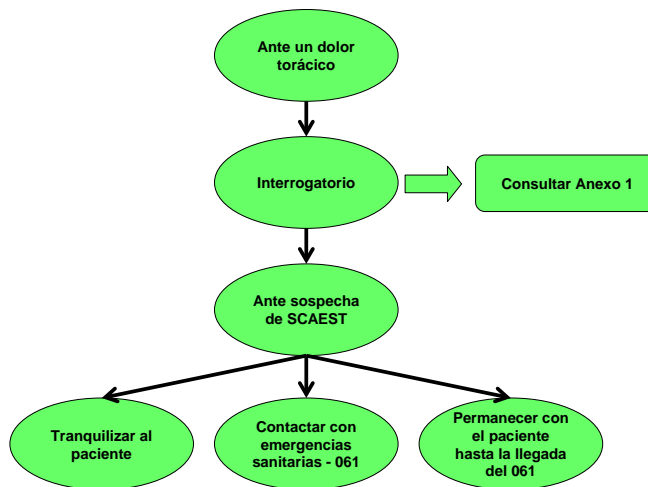 Ante un dolor
torácico
Interrogatorio
Consultar Anexo 1
Ante sospecha
de SCAEST
Tranquilizar al
paciente
Contactar con
emergencias
sanitarias - 061
Permanecer con
el paciente
hasta la llegada
del 061